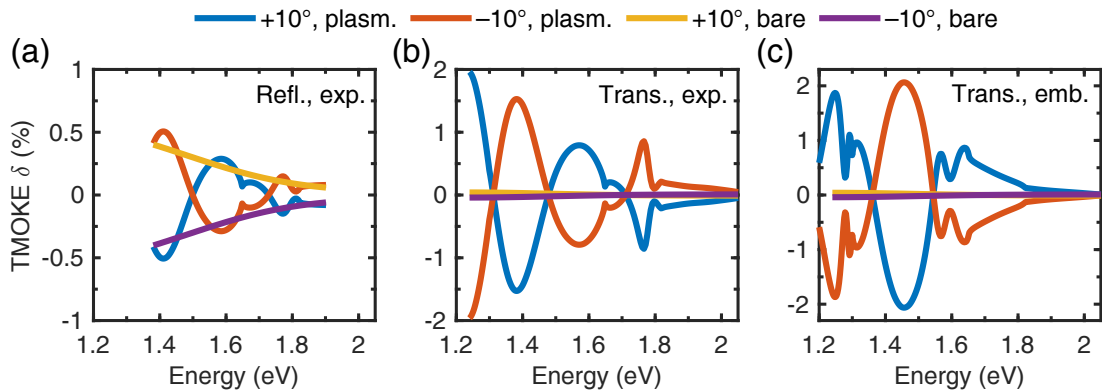 +10°, plasm. −10°, plasm. +10°, bare −10°, bare
(a) (b) (c)
Refl., exp. Trans., exp. Trans., emb.
TMOKE δ (%)
1
0.5
0
-0.5
-1
1.2 1.4 1.6 1.8 2
Energy (eV)
2
1
0
-1
-2
1.2 1.4 1.6 1.8 2
Energy (eV)
2
1
0
-1
-2
1.2 1.4 1.6 1.8 2
Energy (eV)